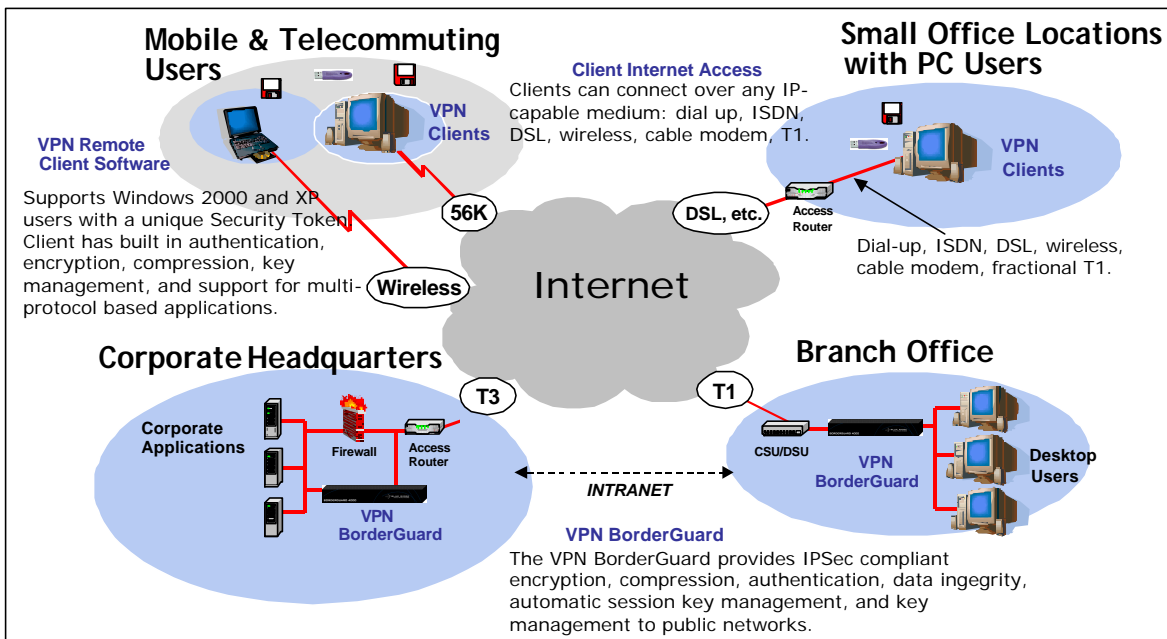 Mobile & Telecommuting
Users
VPN
Clients
VPN Remote
Client Software
Supports Windows 2000 and XP
users with a unique Security Token
Client has built in authentication,
encryption, compression, key
management, and support for multi-
protocol based applications.
56K
Wireless
Client Internet Access
Clients can connect over any IP-
capable medium: dial up, ISDN,
DSL, wireless, cable modem, T1.
Small Office Locations
with PC Users
VPN
Clients
DSL, etc.
Access
Router
Dial-up, ISDN, DSL, wireless,
cable modem, fractional T1.
Internet
Corporate Headquarters
T3
Corporate
Applications
Firewall
Access
Router
VPN
BorderGuard
Branch Office
T1
CSU/DSU
VPN
BorderGuard
Desktop
Users
INTRANET
VPN BorderGuard
The VPN BorderGuard provides IPSec compliant
encryption, compression, authentication, data ingegrity,
automatic session key management, and key
management to public networks.